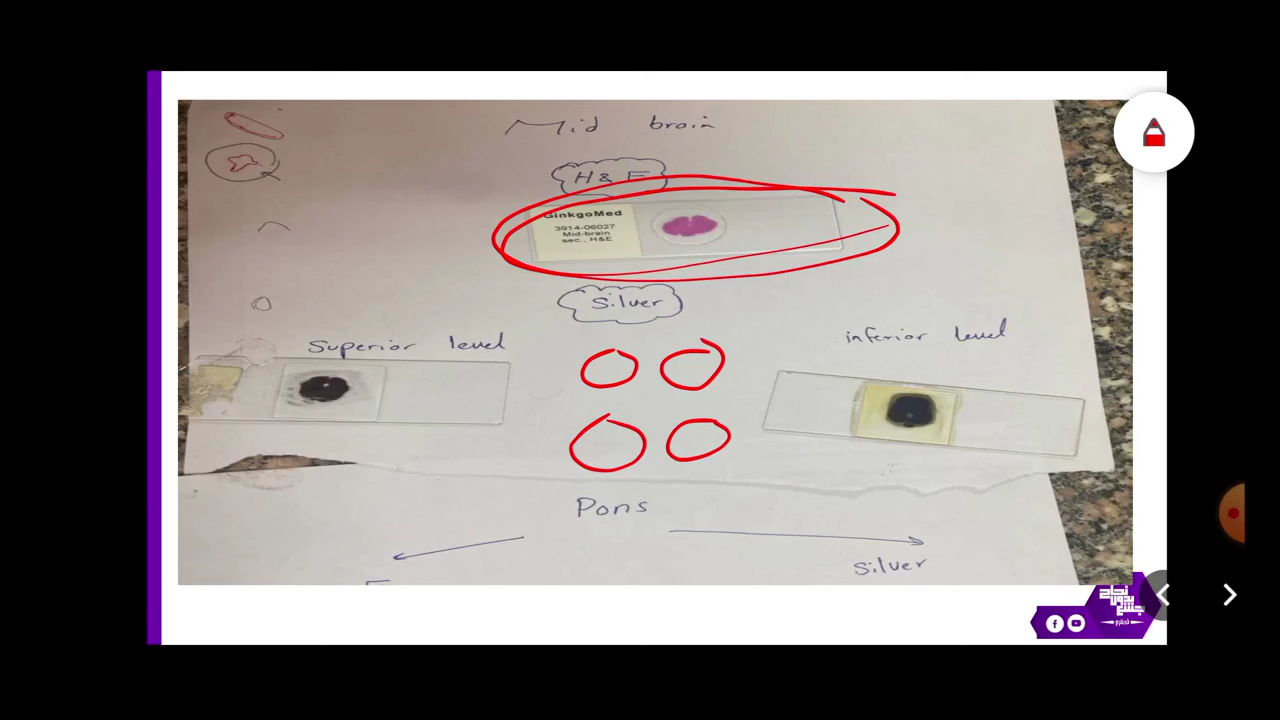 Mid brain
H & E
GinkgoMed
3914-06027
Mid-brain
sec., H&E
Silver
Superior level
inferior level
Pons
Silver